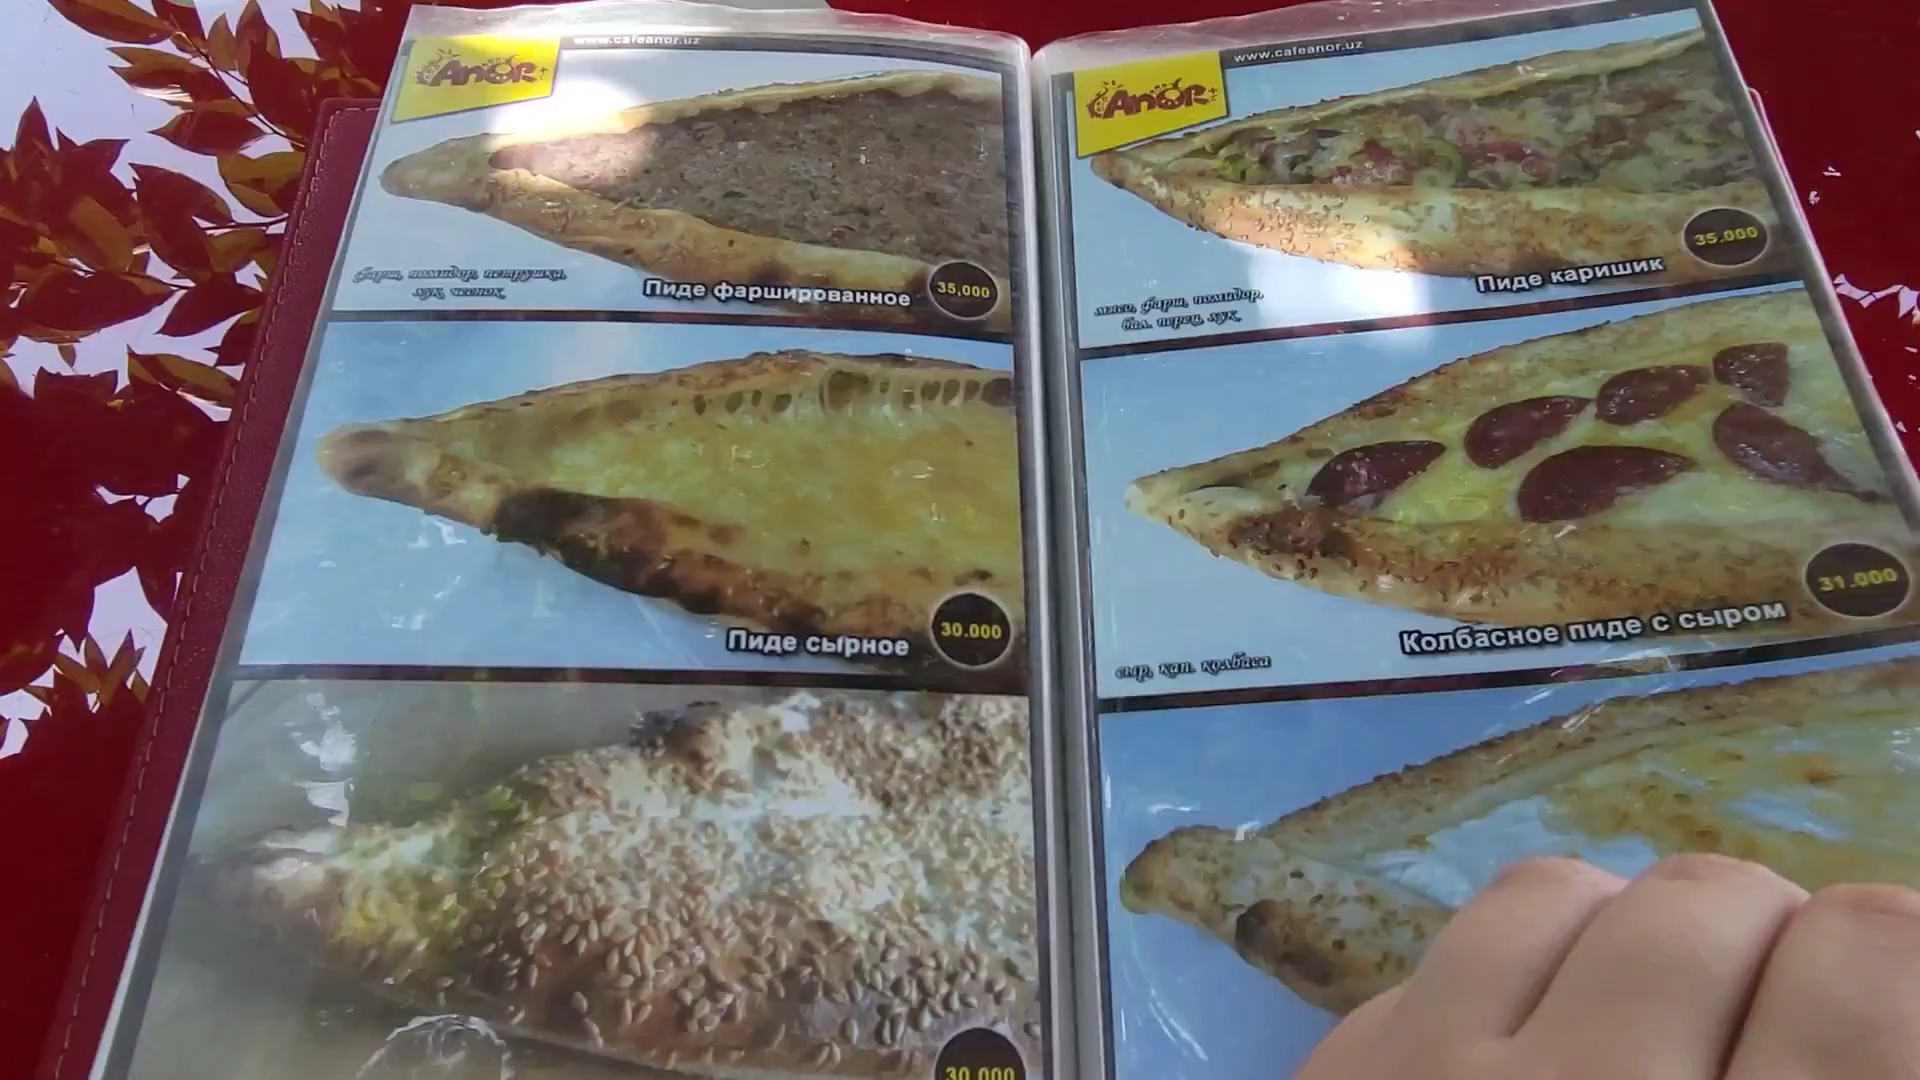 www.cafeanor.uz
ANOR
фарш, помидор, петрушка,
лук, чеснок
Пиде фаршированное
35,000
Пиде сырное
30.000
30.000
www.cafeanor.uz
ANOR
мясо, фарш, помидор,
бал. перец, лук
Пиде каришик
35.000
сыр, кап. колбаса
Колбасное пиде с сыром
31.000